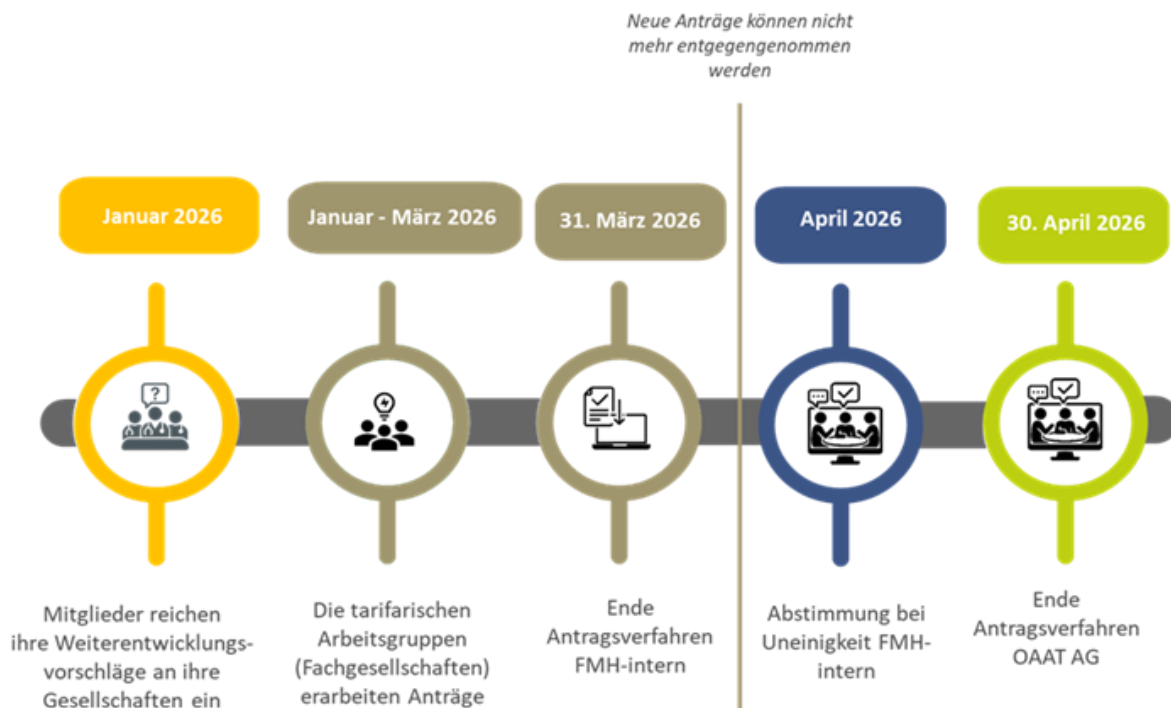 Neue Anträge können nicht
mehr entgegengenommen
werden
Januar 2026
Januar - März 2026
31. März 2026
April 2026
30. April 2026
?
Mitglieder reichen
ihre Weiterentwicklungs-
vorschläge an ihre
Gesellschaften ein
Die tarifarischen
Arbeitsgruppen
(Fachgesellschaften)
erarbeiten Anträge
Ende
Antragsverfahren
FMH-intern
Abstimmung bei
Uneinigkeit FMH-
intern
Ende
Antragsverfahren
OAAT AG